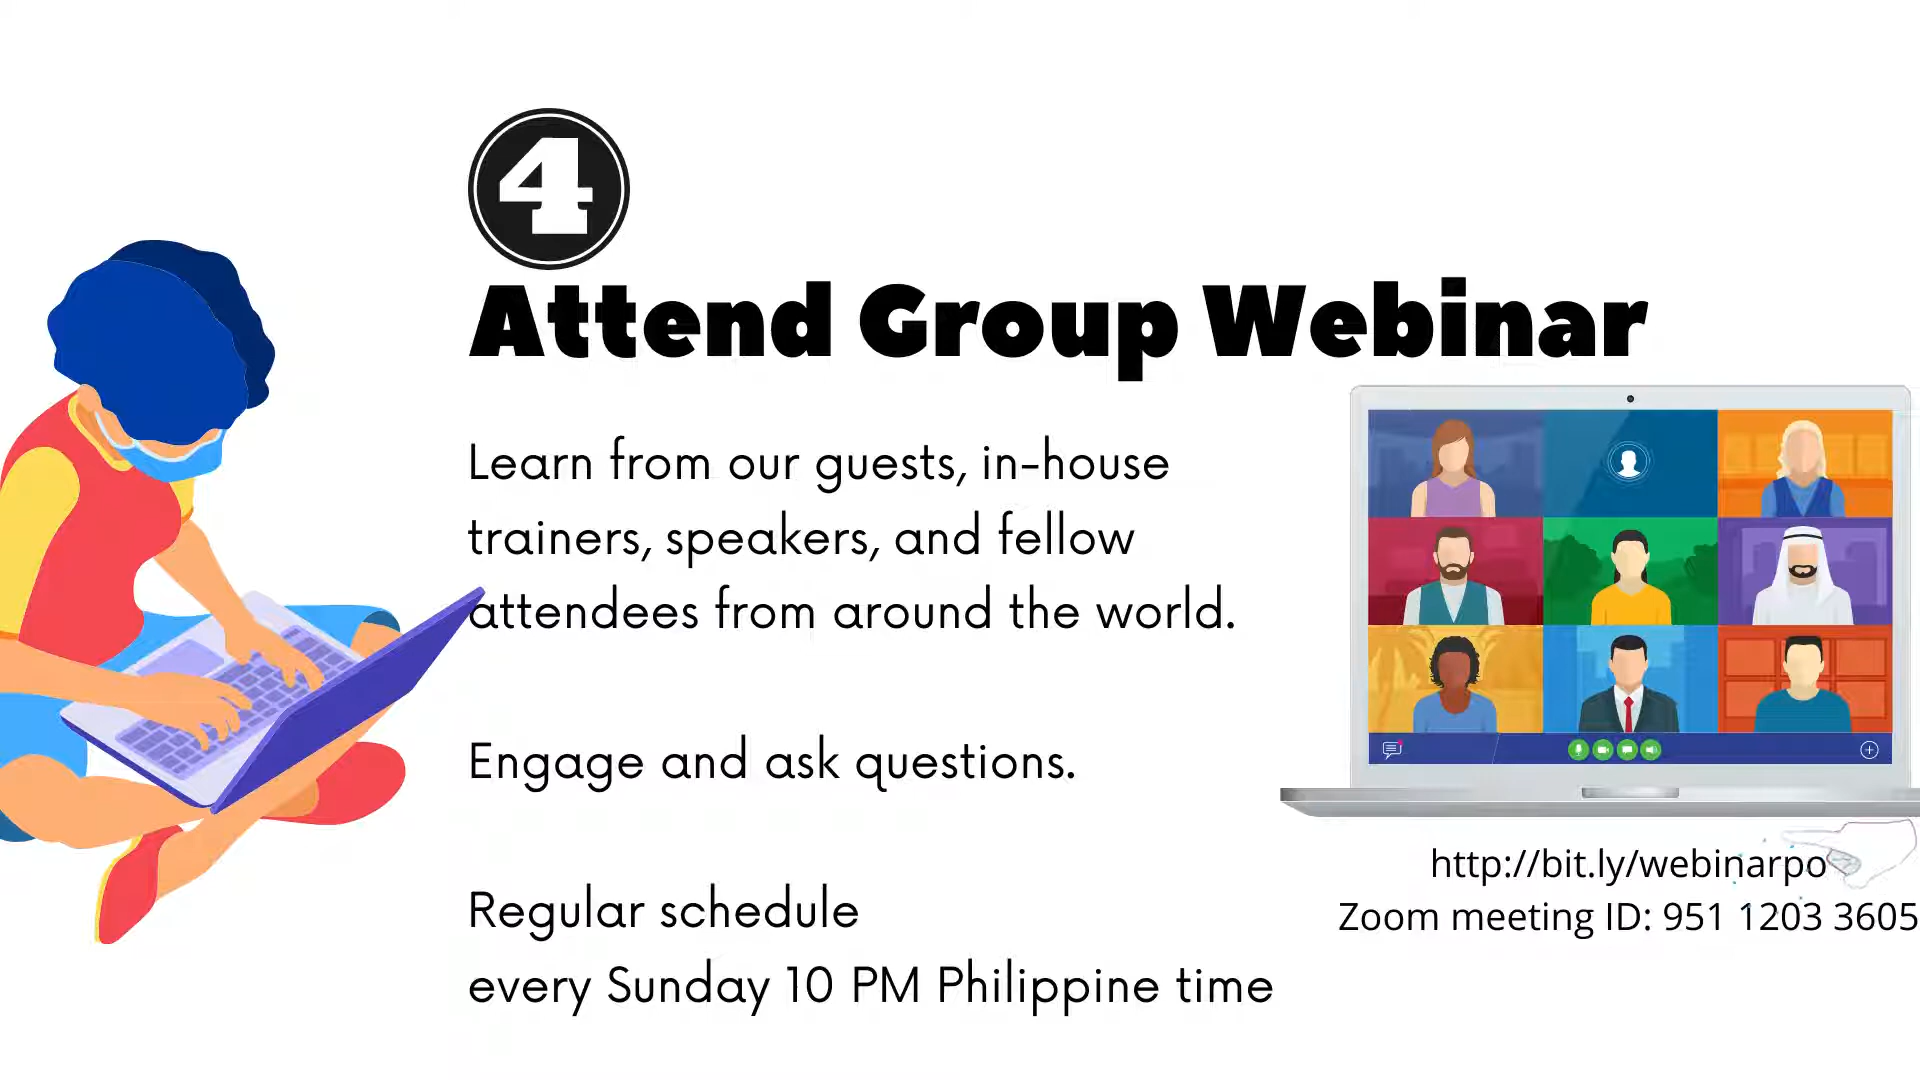 4
Attend Group Webinar
Learn from our guests, in-house
trainers, speakers, and fellow
attendees from around the world.
Engage and ask questions.
Regular schedule
every Sunday 10 PM Philippine time
http://bit.ly/webinarpo
Zoom meeting ID: 951 1203 3605